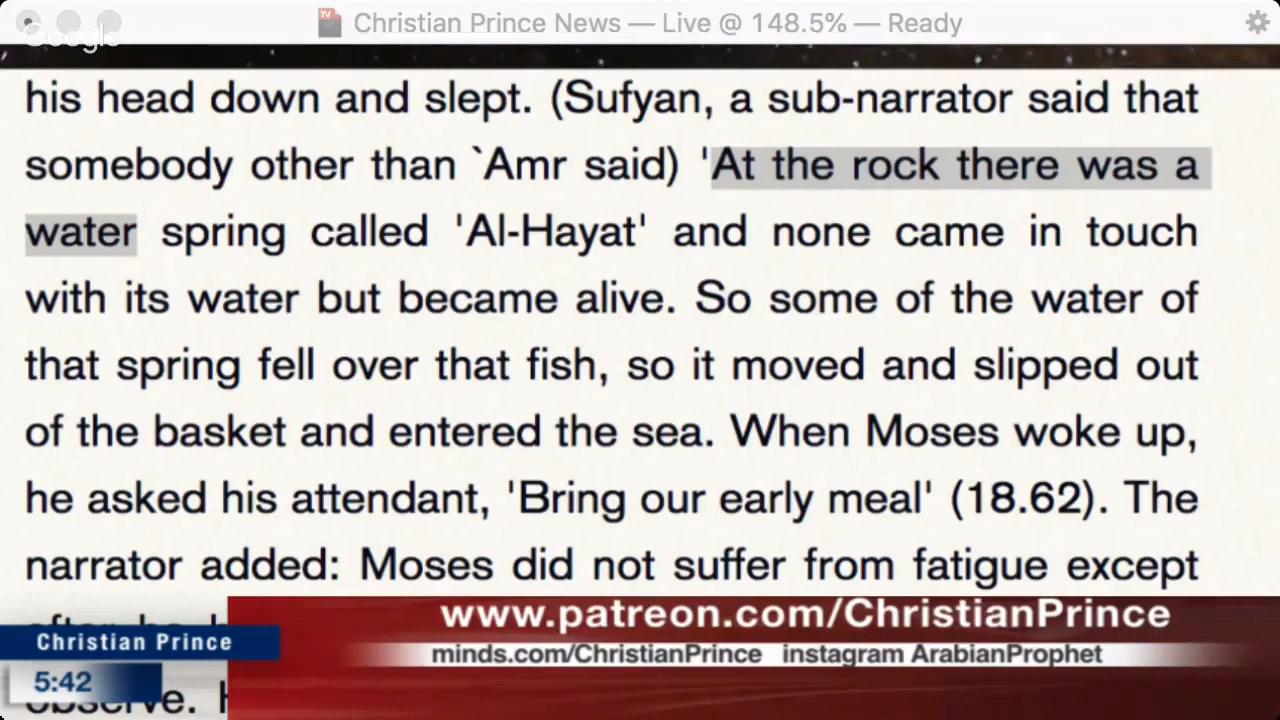 Christian Prince News — Live @ 148.5% — Ready
Google
TV
his head down and slept. (Sufyan, a sub-narrator said that
somebody other than `Amr said) 'At the rock there was a
water spring called 'Al-Hayat' and none came in touch
with its water but became alive. So some of the water of
that spring fell over that fish, so it moved and slipped out
of the basket and entered the sea. When Moses woke up,
he asked his attendant, 'Bring our early meal' (18.62). The
narrator added: Moses did not suffer from fatigue except
observe.
www.patreon.com/ChristianPrince
Christian Prince
minds.com/ChristianPrince instagram ArabianProphet
5:42